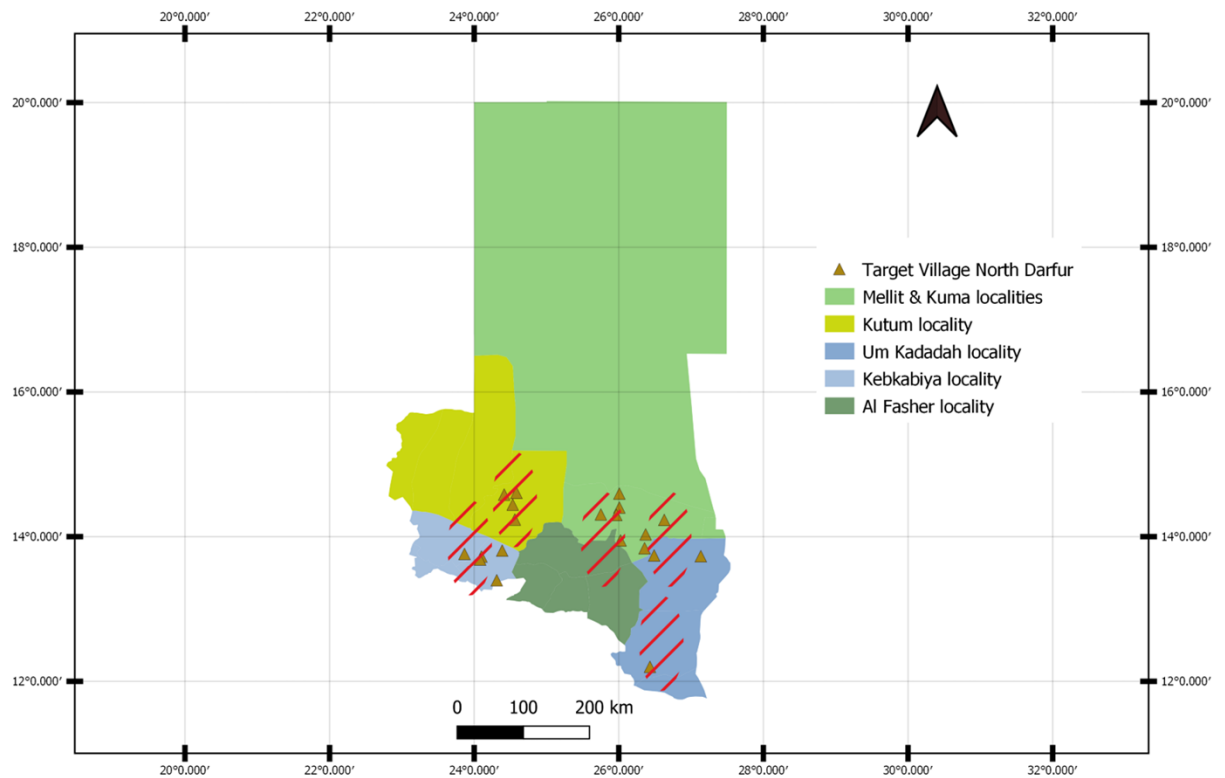 20°0.000′ 22°0.000′ 24°0.000′ 26°0.000′ 28°0.000′ 30°0.000′ 32°0.000′
20°0.000′ 20°0.000′
18°0.000′ 18°0.000′
Target Village North Darfur
Mellit & Kuma localities
Kutum locality
Um Kadadah locality
Kebkabiya locality
Al Fasher locality
16°0.000′ 16°0.000′
14°0.000′ 14°0.000′
12°0.000′ 12°0.000′
0 100 200 km
20°0.000′ 22°0.000′ 24°0.000′ 26°0.000′ 28°0.000′ 30°0.000′ 32°0.000′